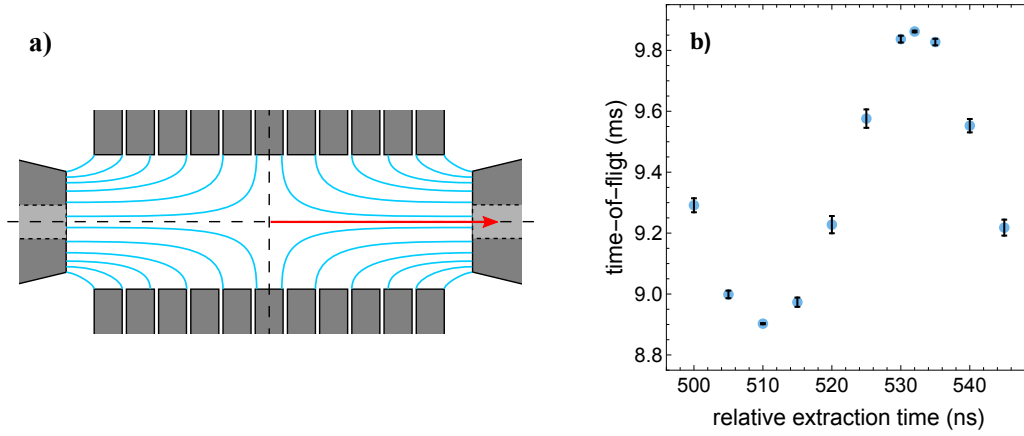 a)
b)
9.8
9.6
9.4
9.2
9.0
8.8
time-of-fligt (ms)
500 510 520 530 540
relative extraction time (ns)